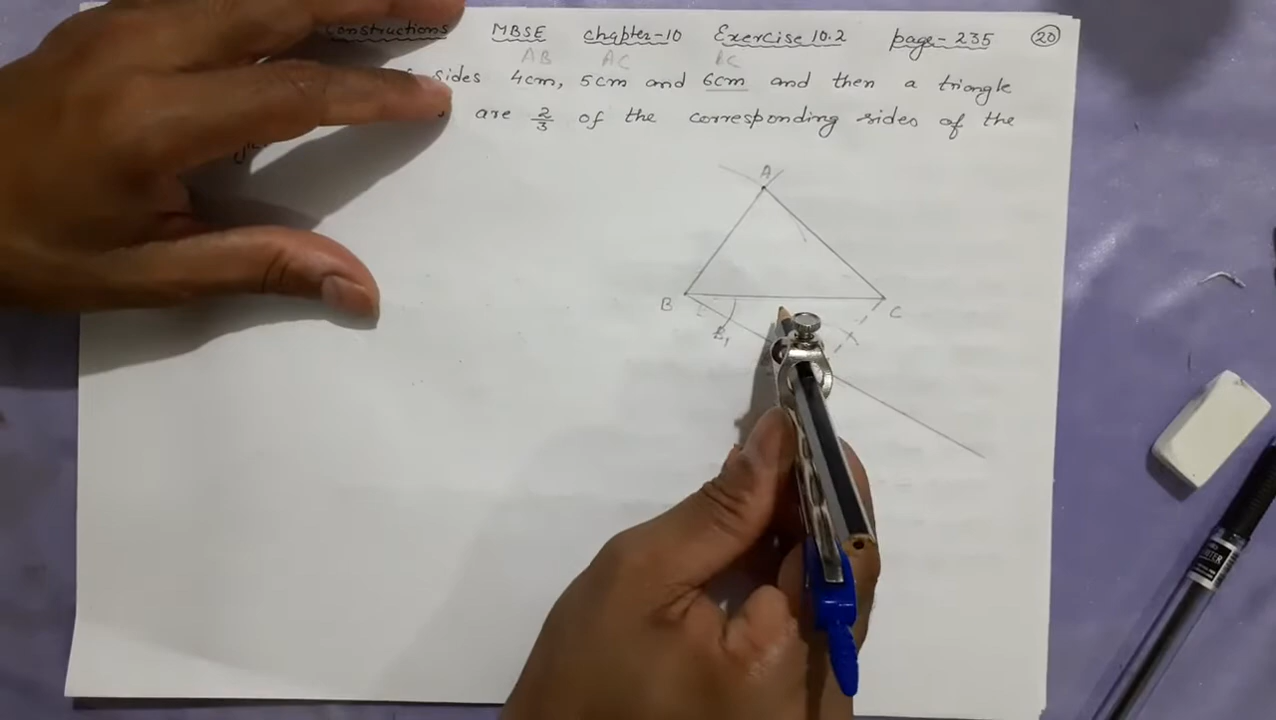 Constructions MBSE chapter-10 Exercise 10.2 page-235 20
AB AC BC
sides 4cm, 5cm and 6cm and then a triangle
are 2/3 of the corresponding sides of the
A
B C
B1